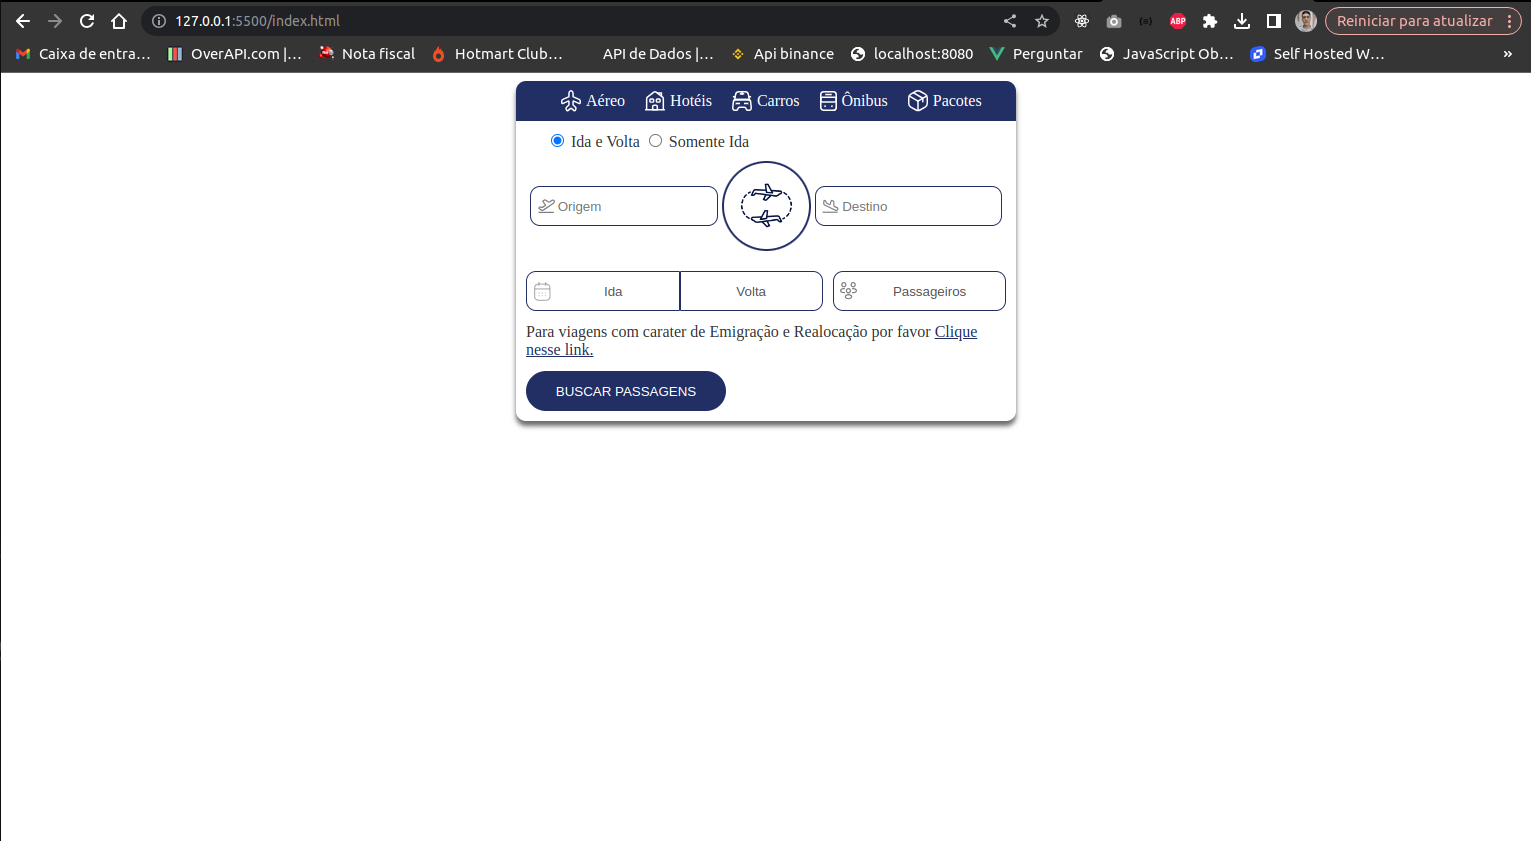 127.0.0.1:5500/index.html
Reiniciar para atualizar
Caixa de entra… OverAPI.com |… Nota fiscal Hotmart Club… API de Dados |… Api binance localhost:8080 Perguntar JavaScript Ob… Self Hosted W… »
Aéreo Hotéis Carros Ônibus Pacotes
Ida e Volta Somente Ida
Origem Destino
Ida Volta Passageiros
Para viagens com carater de Emigração e Realocação por favor Clique
nesse link.
BUSCAR PASSAGENS